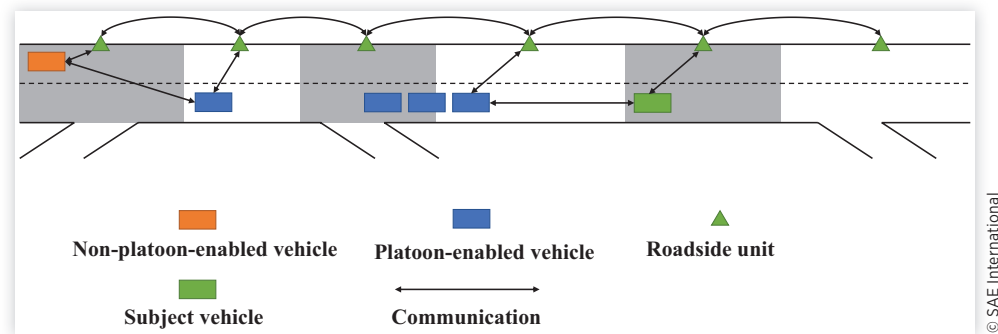 Non-platoon-enabled vehicle
Platoon-enabled vehicle
Roadside unit
Subject vehicle
Communication
© SAE International